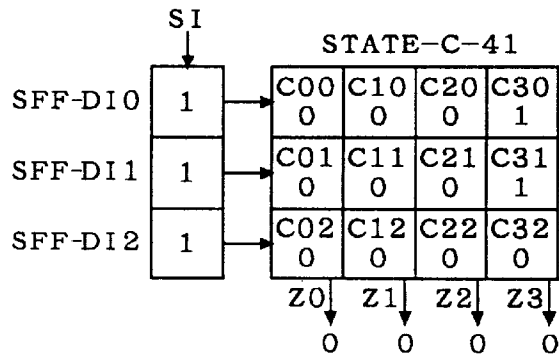 SI
STATE-C-41
SFF-DI0 1 C00 C10 C20 C30
0 0 0 1
SFF-DI1 1 C01 C11 C21 C31
0 0 0 1
SFF-DI2 1 C02 C12 C22 C32
0 0 0 0
Z0 Z1 Z2 Z3
0 0 0 0